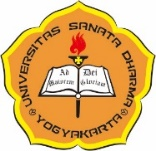 UNIVERSITAS SANATA DHARMA
Ad Dei
Maiorem Gloriam
YOGYAKARTA